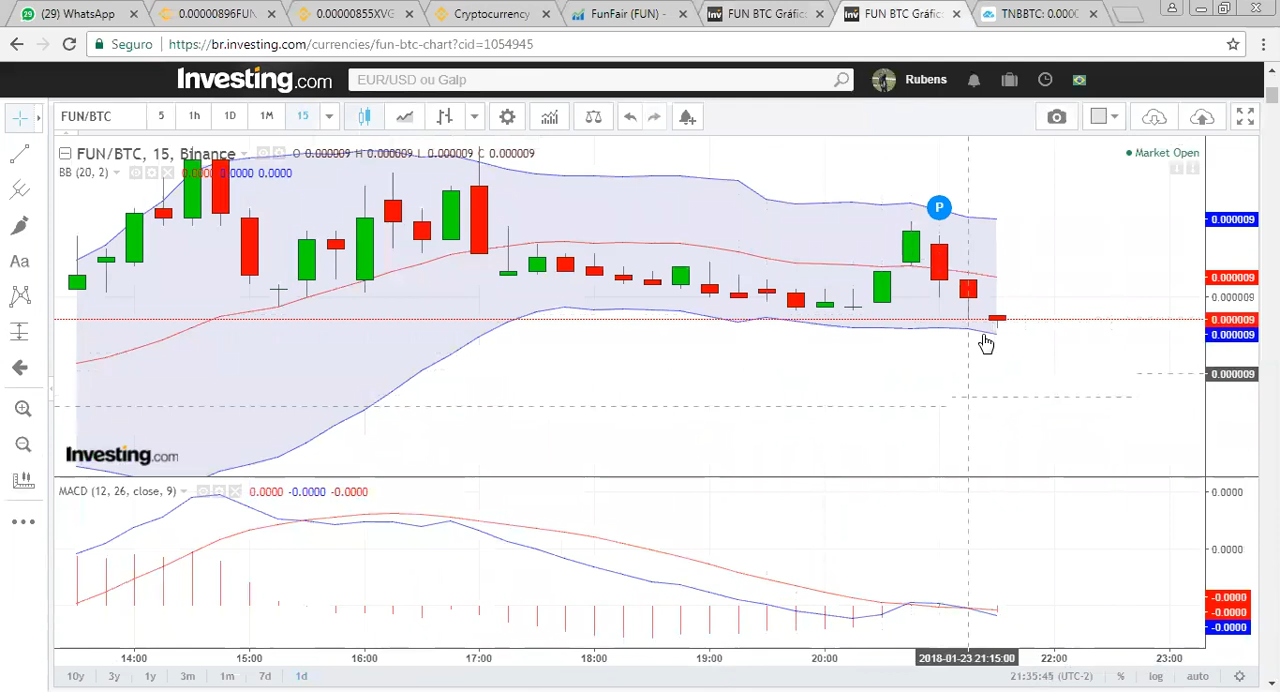 (29) WhatsApp
0.00000896FUN
0.00000855XVG
Cryptocurrency
FunFair (FUN) -
FUN BTC Gráfic
FUN BTC Gráfic
TNBBTC: 0.000
Seguro
https://br.investing.com/currencies/fun-btc-chart?cid=1054945
Investing.com
EUR/USD ou Galp
Rubens
FUN/BTC
5
1h
1D
1M
15
FUN/BTC, 15, Binance
O 0.000009 H 0.000009 L 0.000009 C 0.000009
Market Open
BB (20, 2)
0.0000 0.0000 0.0000
P
Aa
0.000009
0.000009
0.000009
0.000009
0.000009
0.000009
Investing.com
MACD (12, 26, close, 9)
0.0000 -0.0000 -0.0000
0.0000
0.0000
-0.0000
-0.0000
-0.0000
14:00
15:00
16:00
17:00
18:00
19:00
20:00
2018-01-23 21:15:00
22:00
23:00
10y
3y
1y
3m
1m
7d
1d
21:35:45 (UTC-2)
%
log
auto